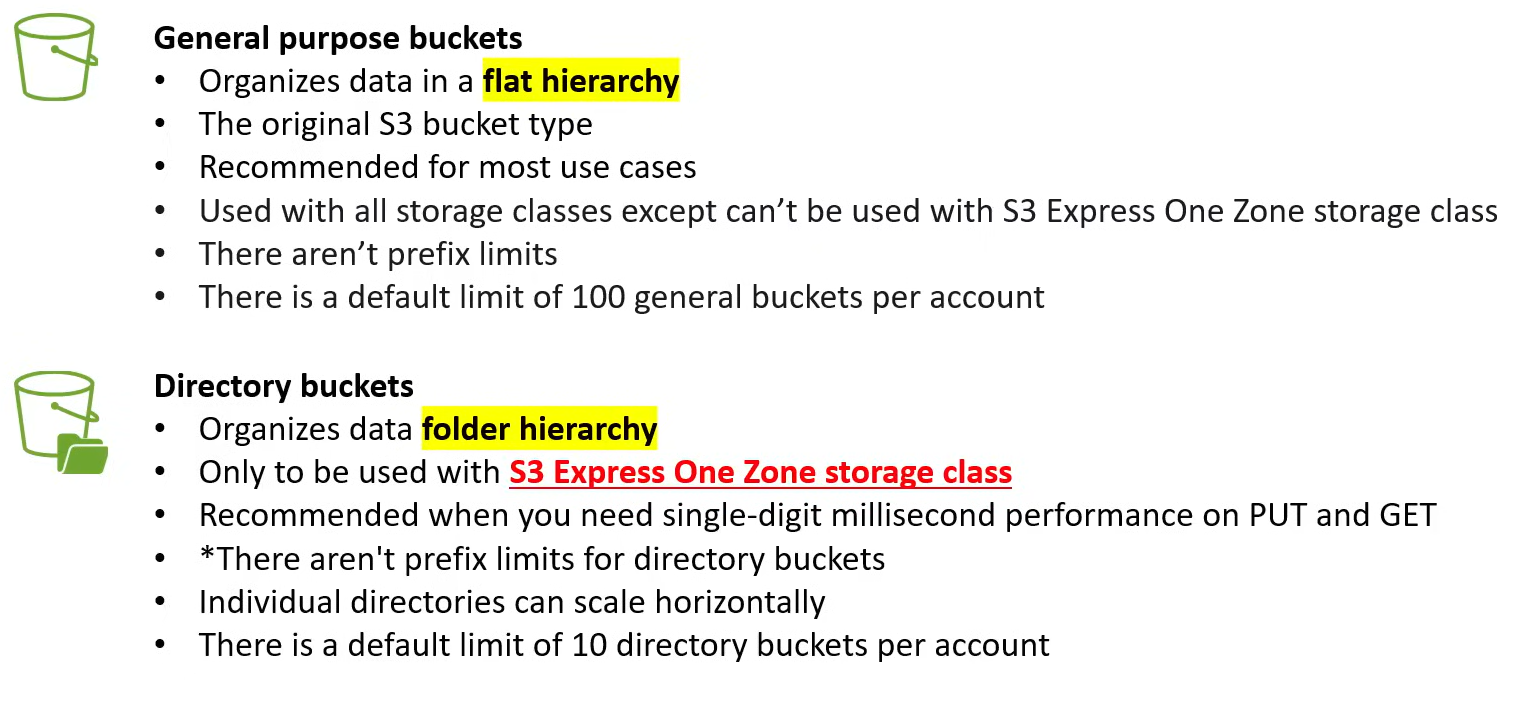 General purpose buckets
• Organizes data in a flat hierarchy
• The original S3 bucket type
• Recommended for most use cases
• Used with all storage classes except can’t be used with S3 Express One Zone storage class
• There aren’t prefix limits
• There is a default limit of 100 general buckets per account
Directory buckets
• Organizes data folder hierarchy
• Only to be used with S3 Express One Zone storage class
• Recommended when you need single-digit millisecond performance on PUT and GET
• *There aren't prefix limits for directory buckets
• Individual directories can scale horizontally
• There is a default limit of 10 directory buckets per account